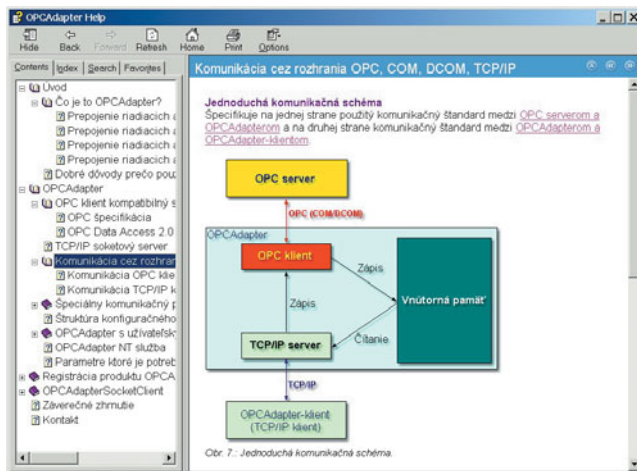 OPCAdapter Help
Hide Back Forward Refresh Home Print Options
Contents Index Search Favorites
Úvod
Čo je to OPCAdapter?
Prepojenie riadiacich a
Prepojenie riadiacich a
Prepojenie riadiacich a
Prepojenie riadiacich a
Dobré dôvody prečo pou
OPCAdapter
OPC klient kompatibilný s
OPC špecifikácia
OPC Data Access 2.0
TCP/IP soketový server
Komunikácia cez rozhran
Komunikácia OPC klie
Komunikácia TCP/IP k
Špeciálny komunikačný p
Štruktúra konfiguračného
OPCAdapter s užívateľsk
OPCAdapter NT služba
Parametre ktoré je potreb
Registrácia produktu OPCA
OPCAdapterSocketClient
Záverečné zhrnutie
Kontakt
Komunikácia cez rozhrania OPC, COM, DCOM, TCP/IP
Jednoduchá komunikačná schéma
Špecifikuje na jednej strane použitý komunikačný štandard medzi OPC serverom a
OPCAdapterom a na druhej strane komunikačný štandard medzi OPCAdapterom a
OPCAdapter-klientom.
OPC server
OPC (COM/DCOM)
OPCAdapter
OPC klient
Zápis
Zápis
Vnútorná pamäť
Čítanie
TCP/IP server
TCP/IP
OPCAdapter-klient
(TCP/IP klient)
Obr. 7.: Jednoduchá komunikačná schéma.